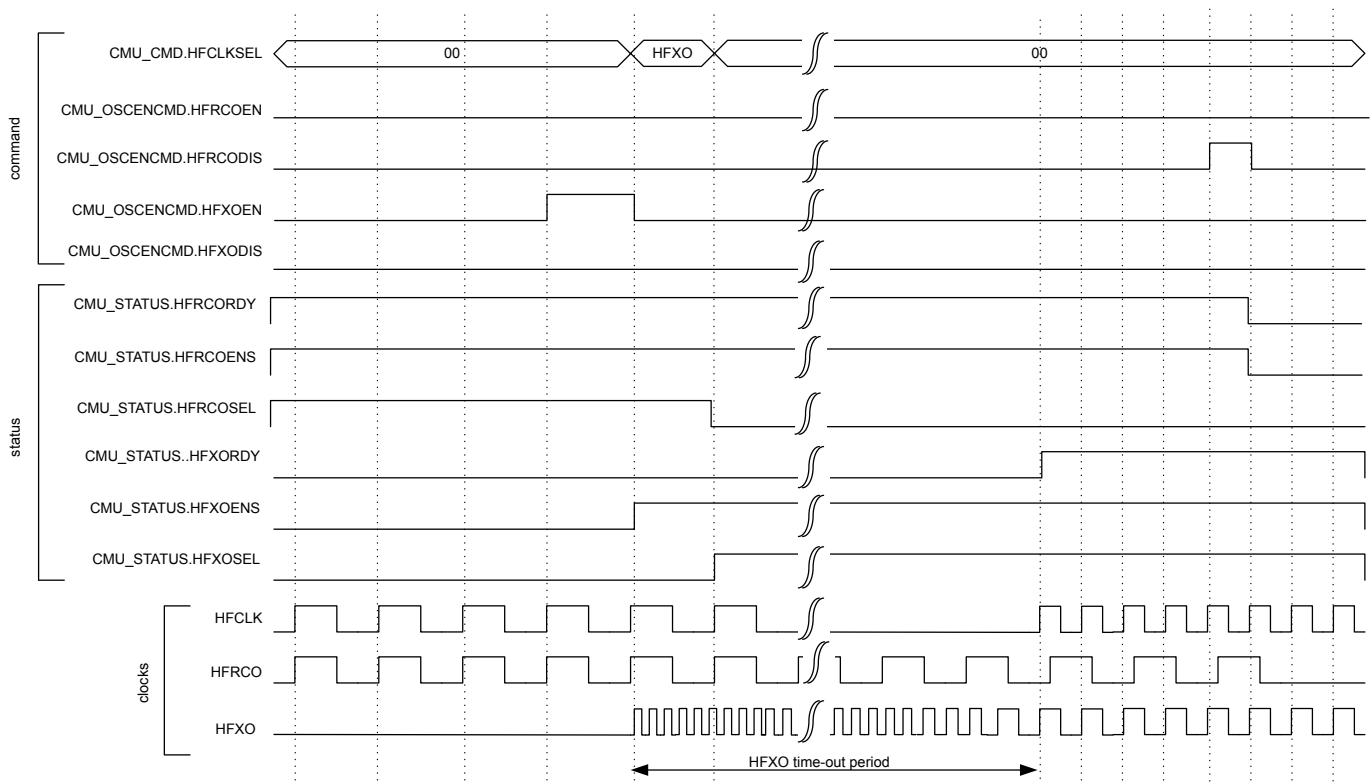 CMU_CMD.HFCLKSEL 00 HFXO 00
CMU_OSCENCMD.HFRCOEN
command
CMU_OSCENCMD.HFRCODIS
CMU_OSCENCMD.HFXOEN
CMU_OSCENCMD.HFXODIS
CMU_STATUS.HFRCORDY
CMU_STATUS.HFRCOENS
CMU_STATUS.HFRCOSEL
status
CMU_STATUS..HFXORDY
CMU_STATUS.HFXOENS
CMU_STATUS.HFXOSEL
HFCLK
HFRCO
clocks
HFXO
HFXO time-out period